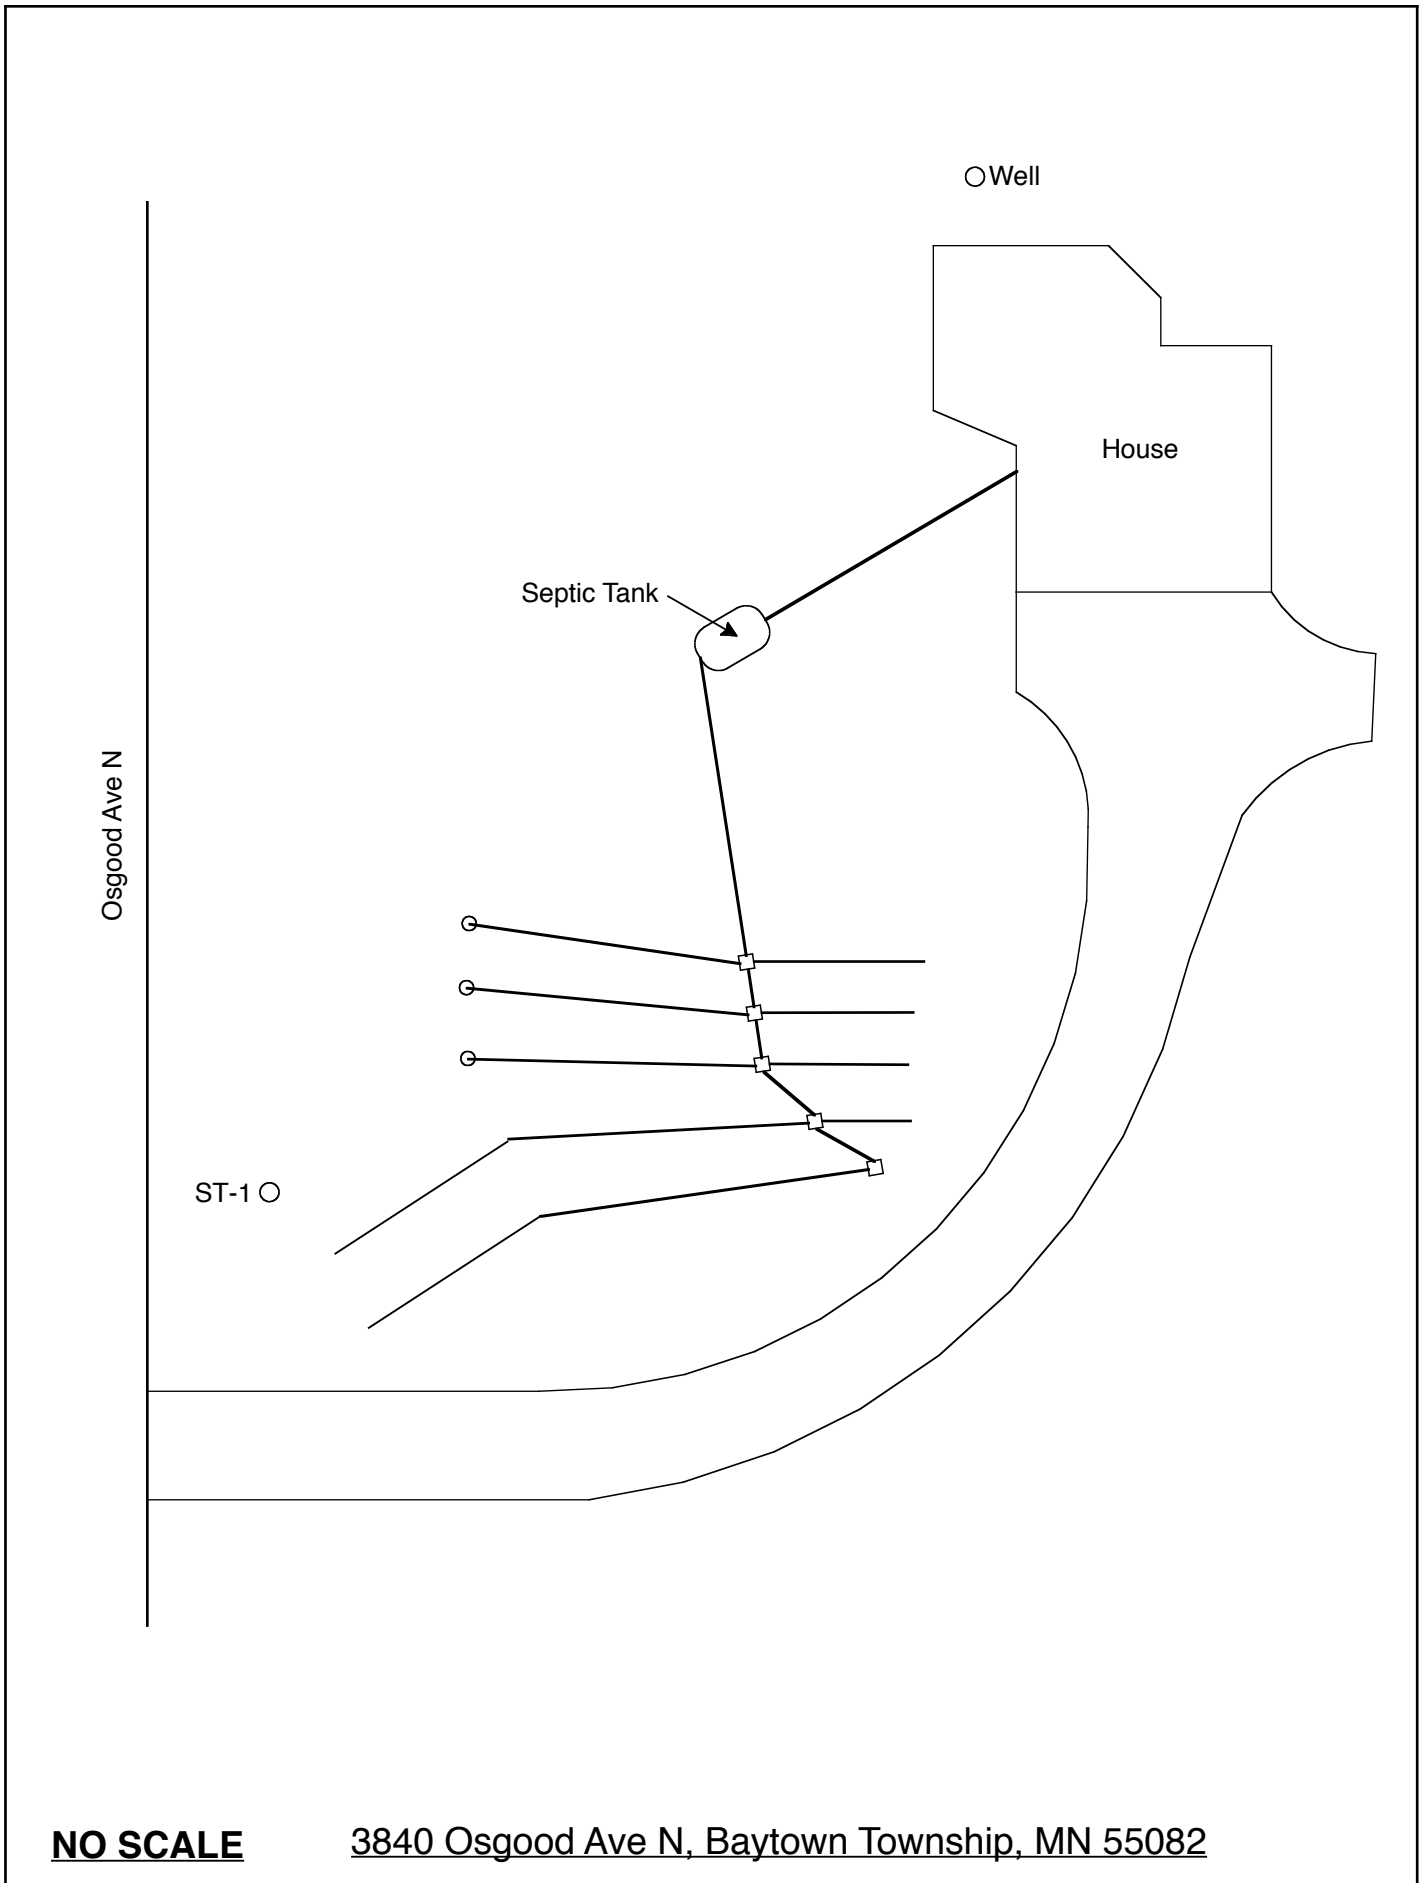 Well
House
Septic Tank
Osgood Ave N
ST-1
NO SCALE
3840 Osgood Ave N, Baytown Township, MN 55082